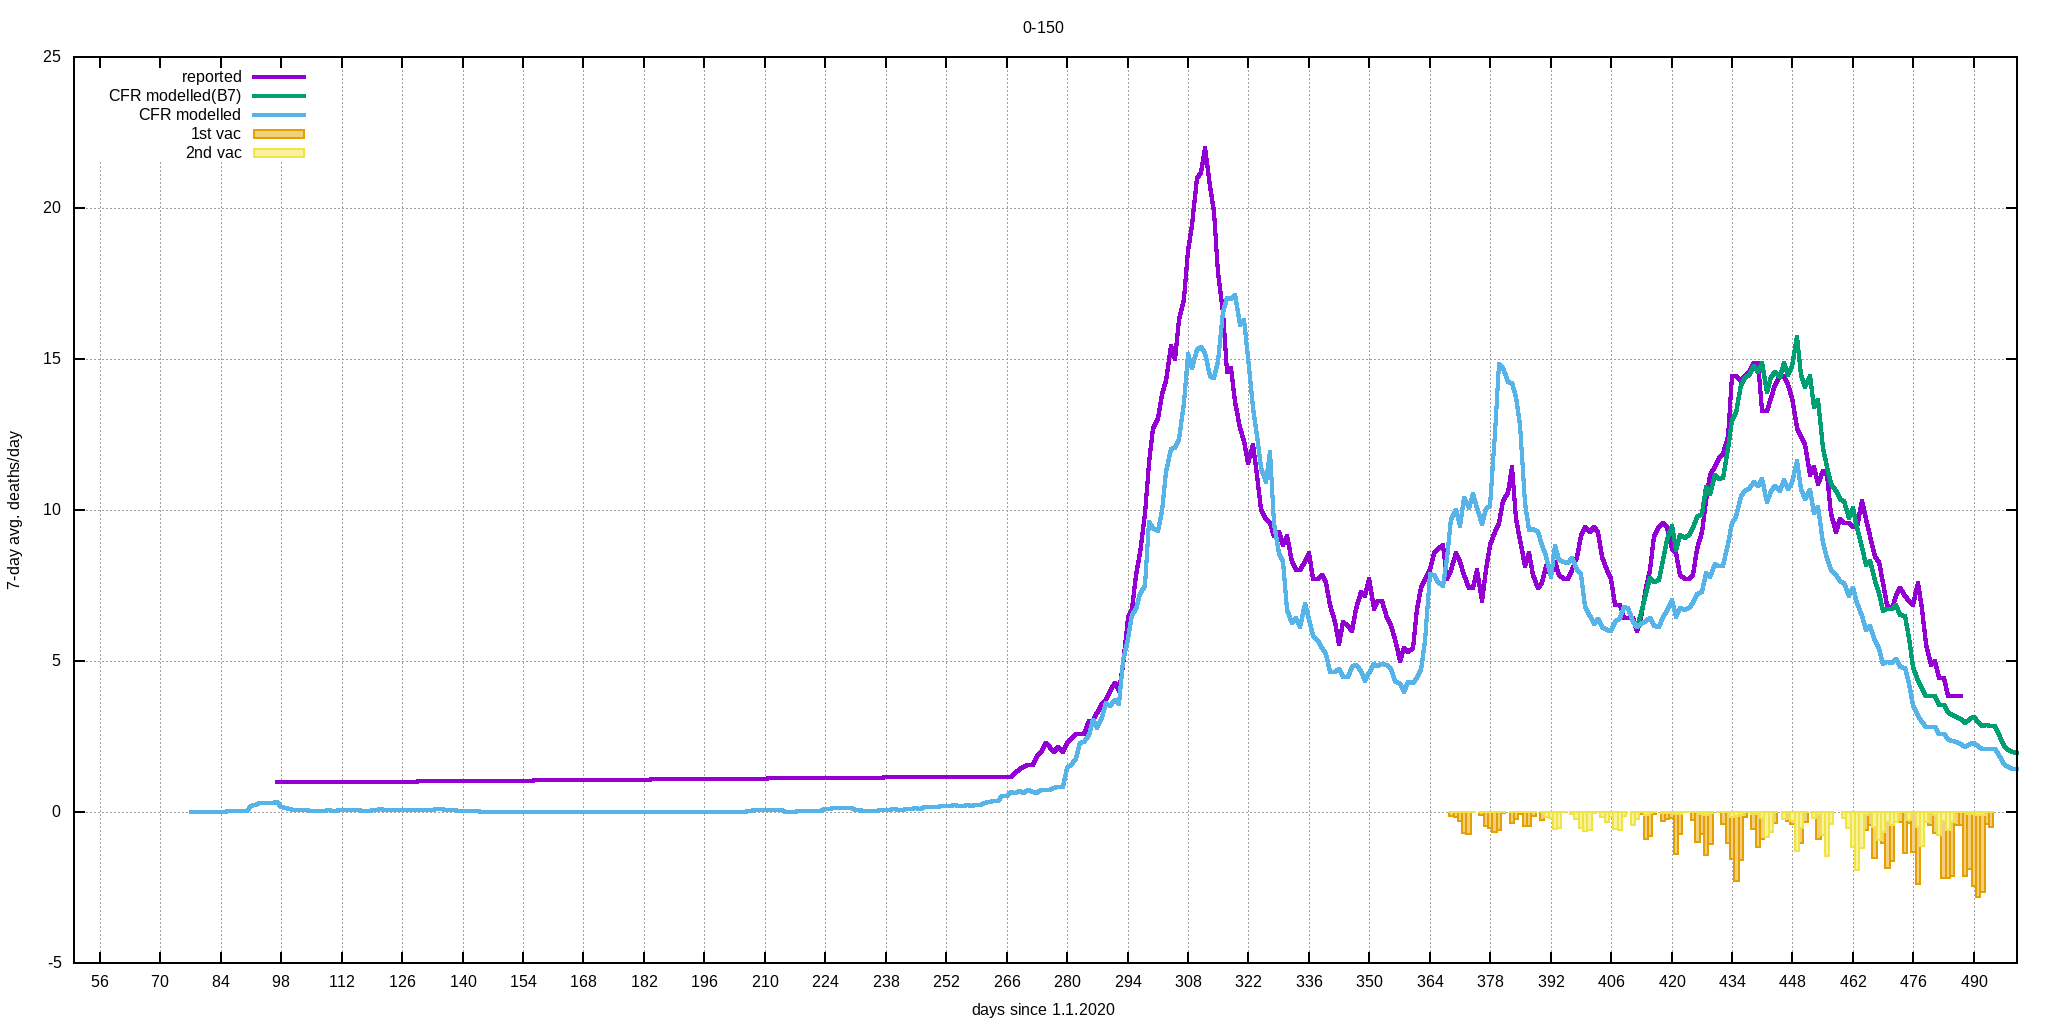 0-150
25
20
15
10
5
0
-5
7-day avg. deaths/day
reported
CFR modelled(B7)
CFR modelled
1st vac
2nd vac
56 70 84 98 112 126 140 154 168 182 196 210 224 238 252 266 280 294 308 322 336 350 364 378 392 406 420 434 448 462 476 490
days since 1.1.2020